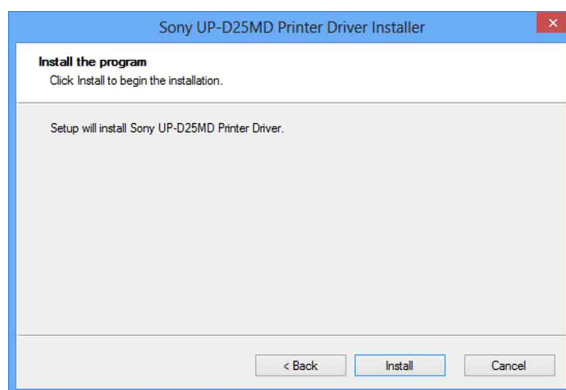 Sony UP-D25MD Printer Driver Installer
Install the program
Click Install to begin the installation.
Setup will install Sony UP-D25MD Printer Driver.
< Back Install Cancel